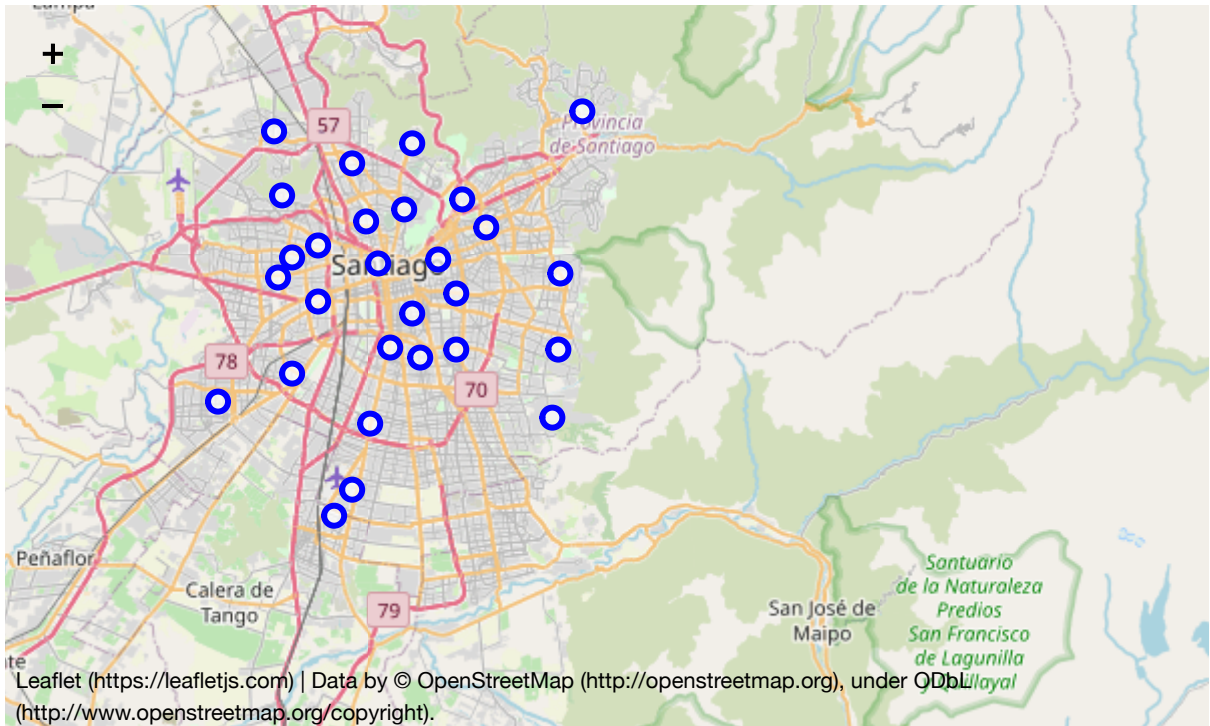 +
−
57
Provincia
de Santiago
Santiago
78
70
Peñaflor
Calera de
Tango
79
San José de
Maipo
Santuario
de la Naturaleza
Predios
San Francisco
de Lagunilla
Quillayal
Leaflet (https://leafletjs.com) | Data by © OpenStreetMap (http://openstreetmap.org), under ODbL
(http://www.openstreetmap.org/copyright).